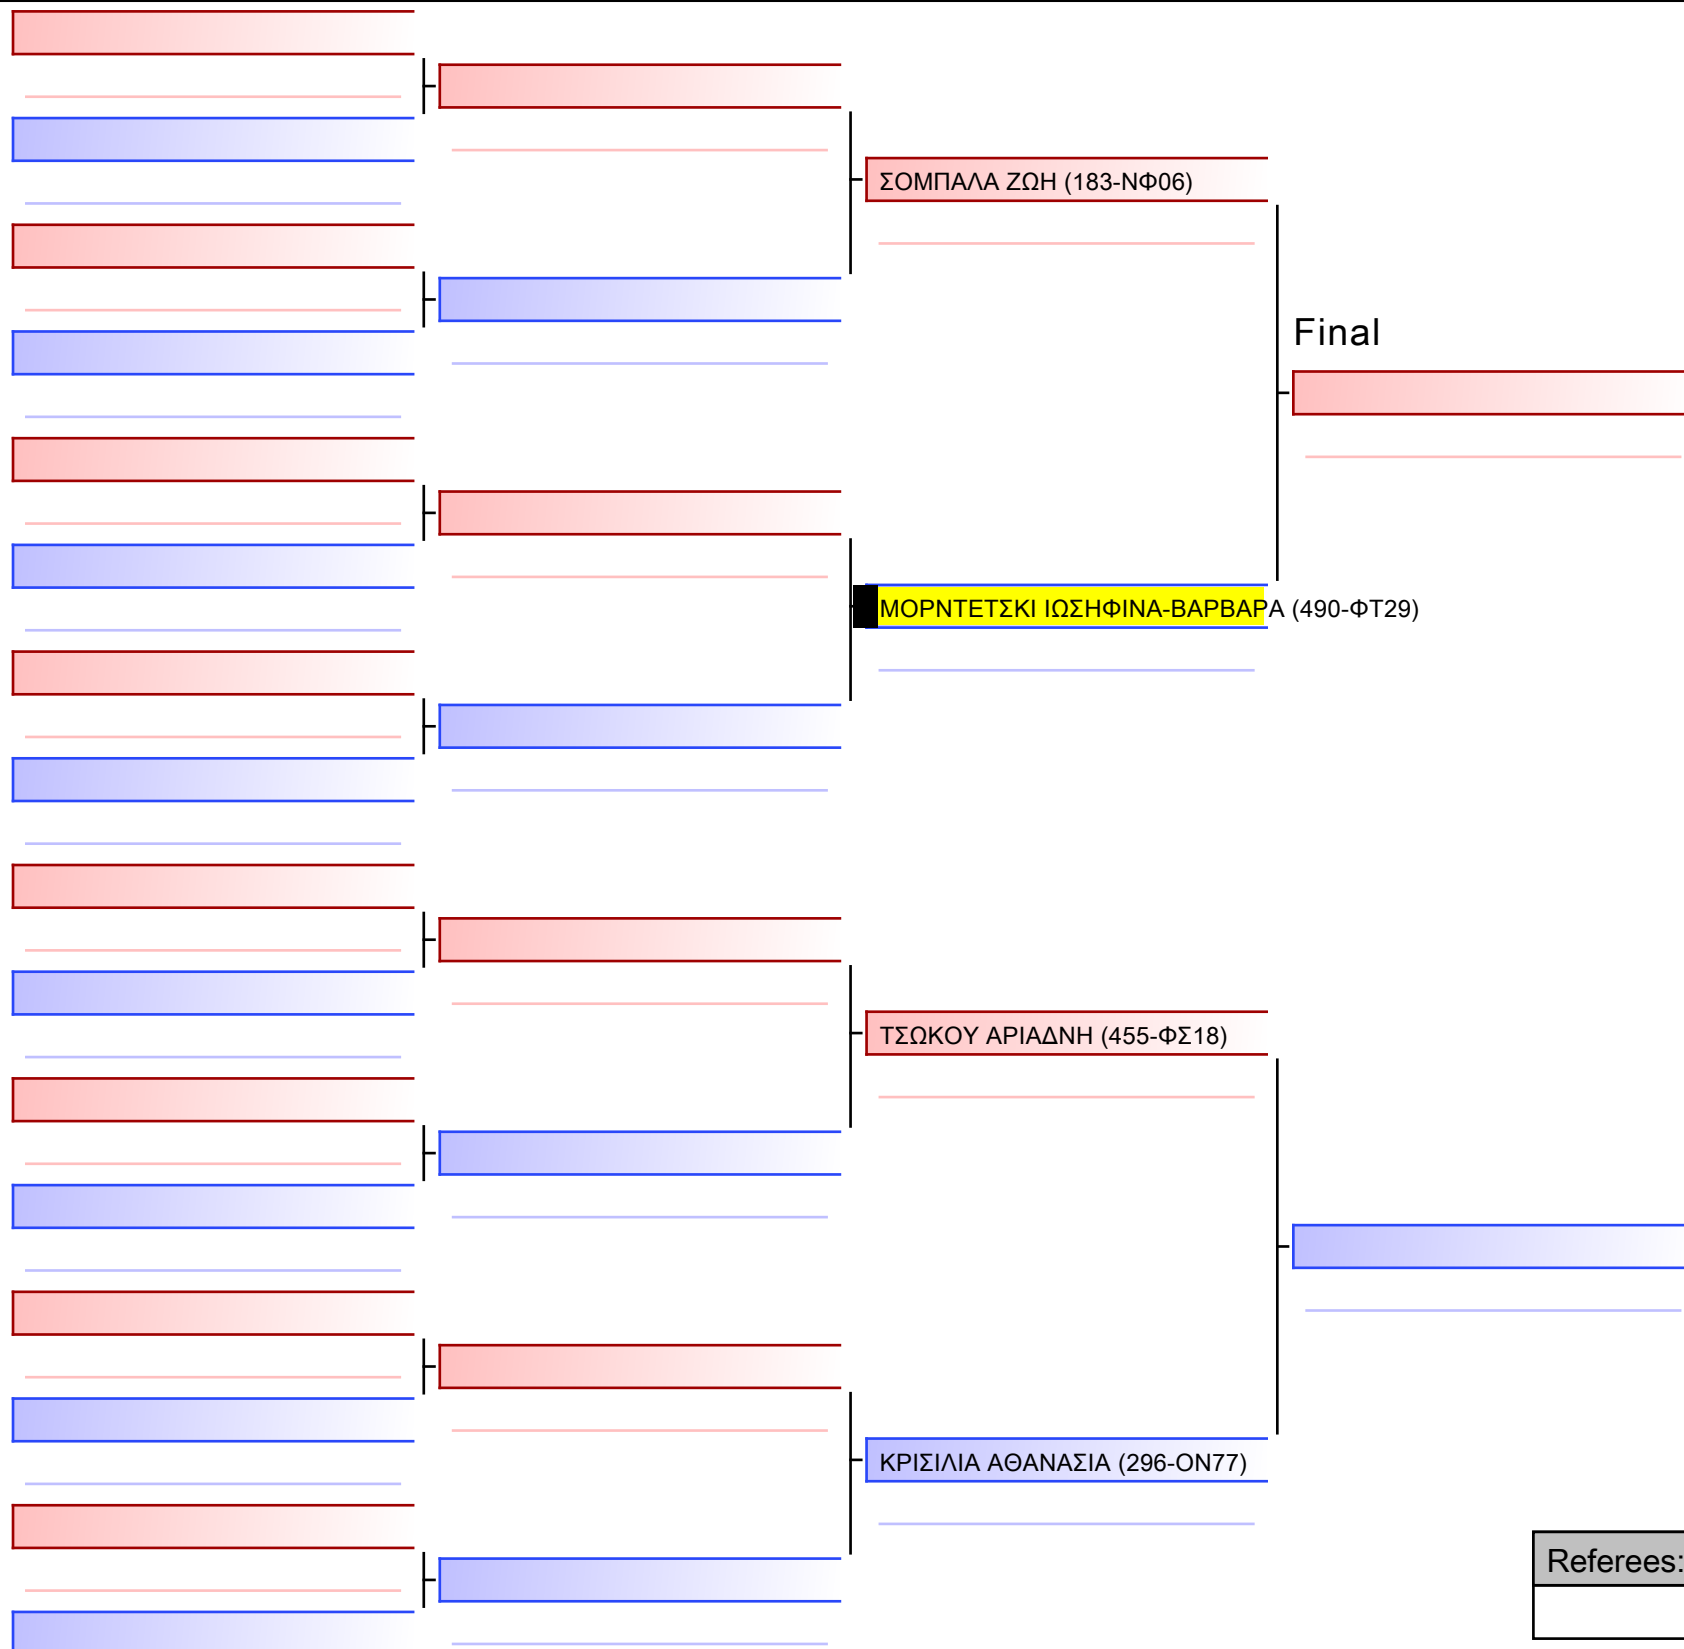 ΣΟΜΠΑΛΑ ΖΩΗ (183-ΝΦ06)
Final
ΜΟΡΝΤΕΤΣΚΙ ΙΩΣΗΦΙΝΑ-ΒΑΡΒΑΡΑ (490-ΦΤ29)
ΤΣΩΚΟΥ ΑΡΙΑΔΝΗ (455-ΦΣ18)
ΚΡΙΣΙΛΙΑ ΑΘΑΝΑΣΙΑ (296-ΟΝ77)
Referees: